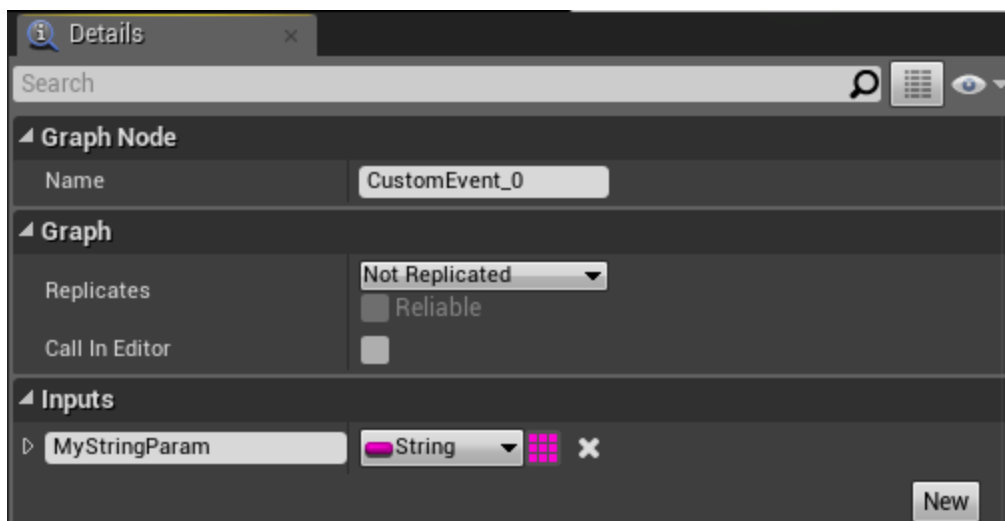 Details
Search
Graph Node
Name CustomEvent_0
Graph
Replicates Not Replicated
Reliable
Call In Editor
Inputs
MyStringParam String
New